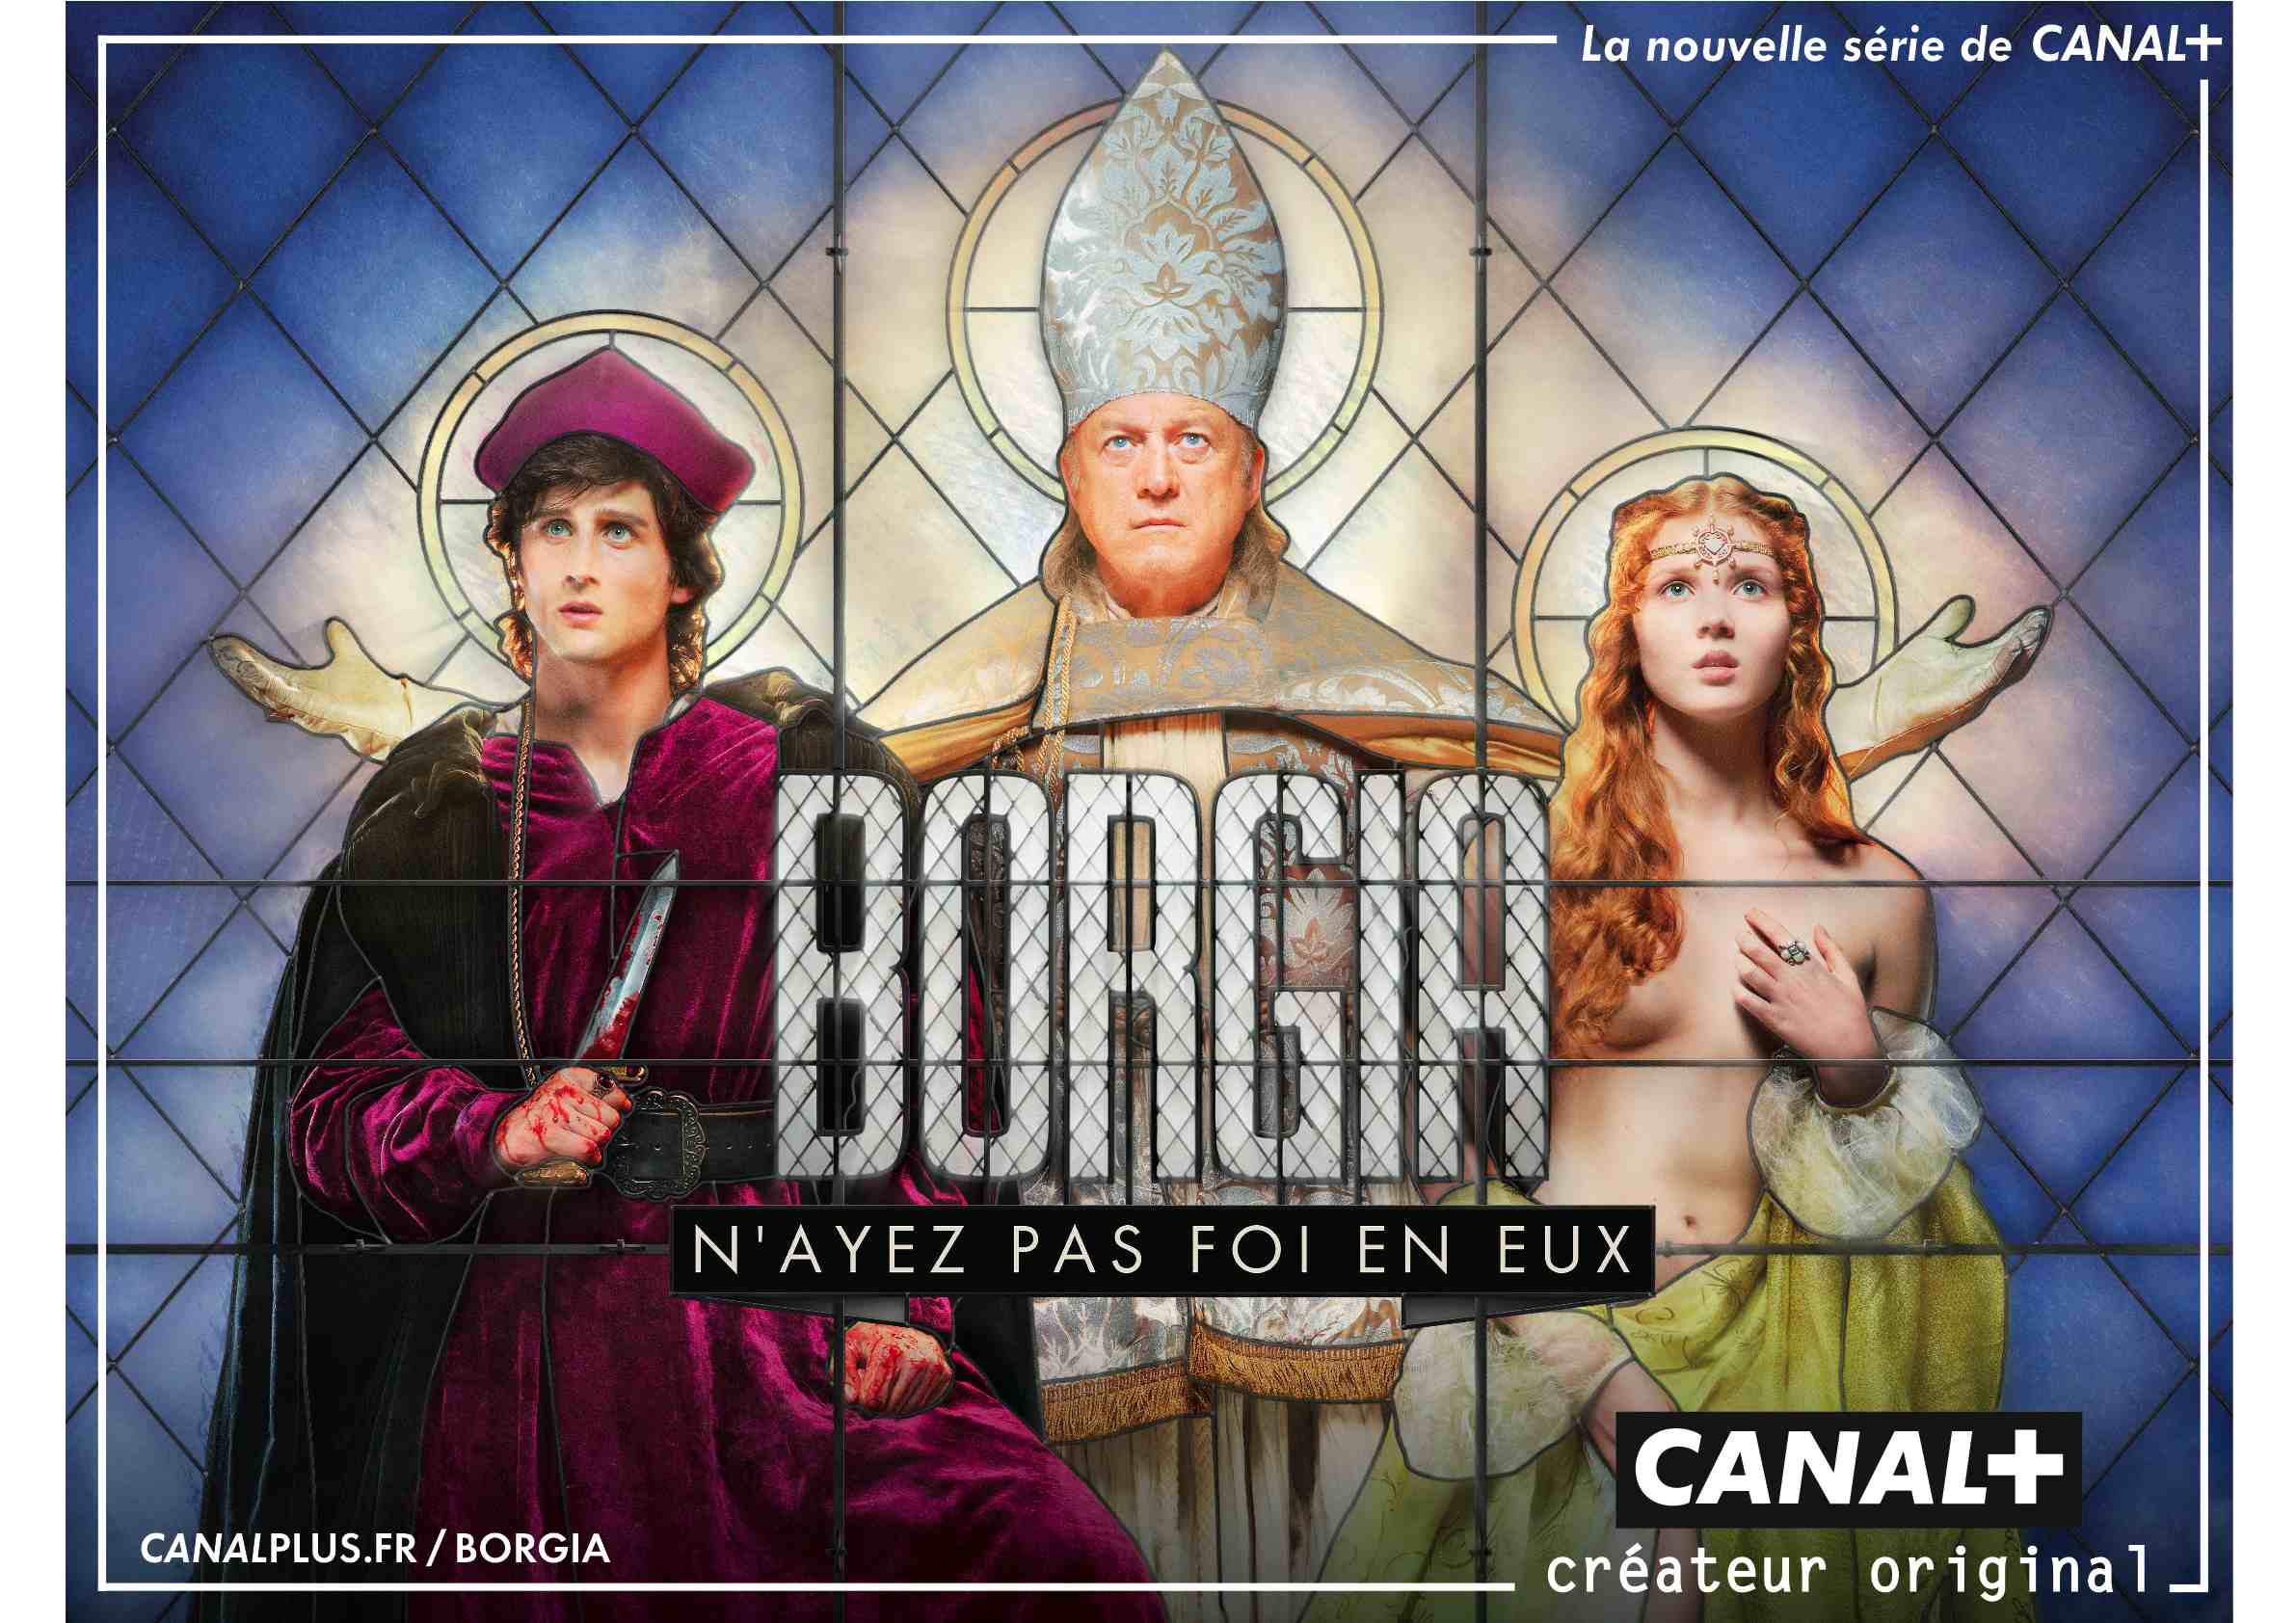 La nouvelle série de CANAL+
BORGIA
N'AYEZ PAS FOI EN EUX
CANAL+
créateur original
CANALPLUS.FR / BORGIA